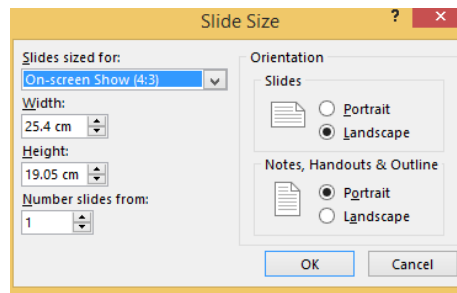 Slide Size
?
×
Slides sized for:
On-screen Show (4:3)
Width:
25.4 cm
Height:
19.05 cm
Number slides from:
1
Orientation
Slides
Portrait
Landscape
Notes, Handouts & Outline
Portrait
Landscape
OK
Cancel